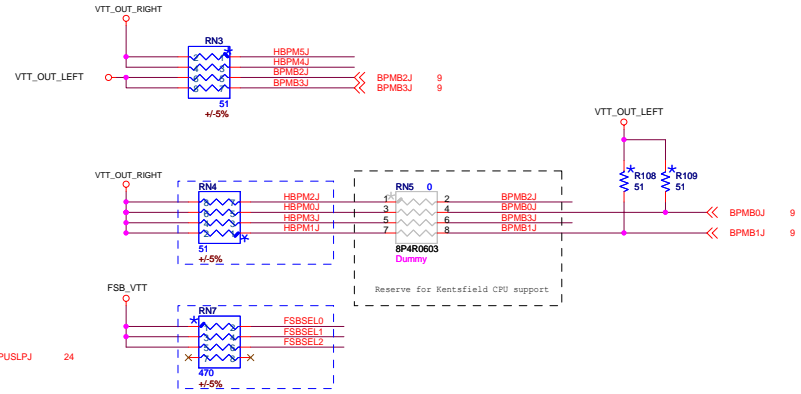 VTT_OUT_RIGHT
RN3
HBPM5J
HBPM4J
VTT_OUT_LEFT
BPMB2J
BPMB2J 9
BPMB3J
BPMB3J 9
51
+/-5%
VTT_OUT_LEFT
VTT_OUT_RIGHT
R108
51
R109
51
RN4
RN5 0
HBPM2J
1
2
BPMB2J
HBPM0J
3
4
BPMB0J
BPMB0J 9
HBPM3J
5
6
BPMB3J
HBPM1J
7
8
BPMB1J
BPMB1J 9
51
+/-5%
8P4R0603
Dummy
Reserve for Kentsfield CPU support
FSB_VTT
RN7
FSBSEL0
FSBSEL1
FSBSEL2
PUSLPJ 24
470
+/-5%